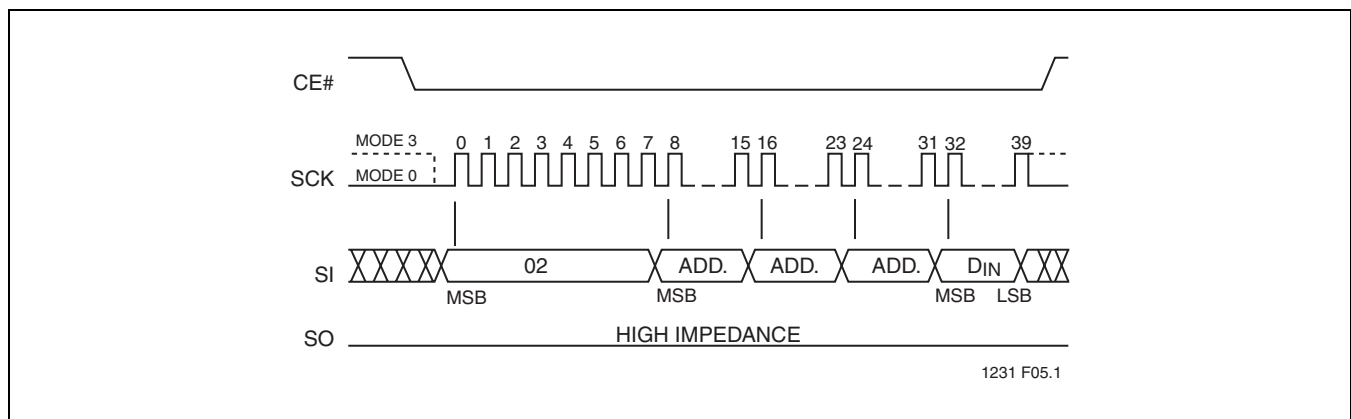 CE#
MODE 3
0 1 2 3 4 5 6 7 8 15 16 23 24 31 32 39
SCK
MODE 0
SI
02 ADD. ADD. ADD. DIN
MSB MSB MSB LSB
SO
HIGH IMPEDANCE
1231 F05.1